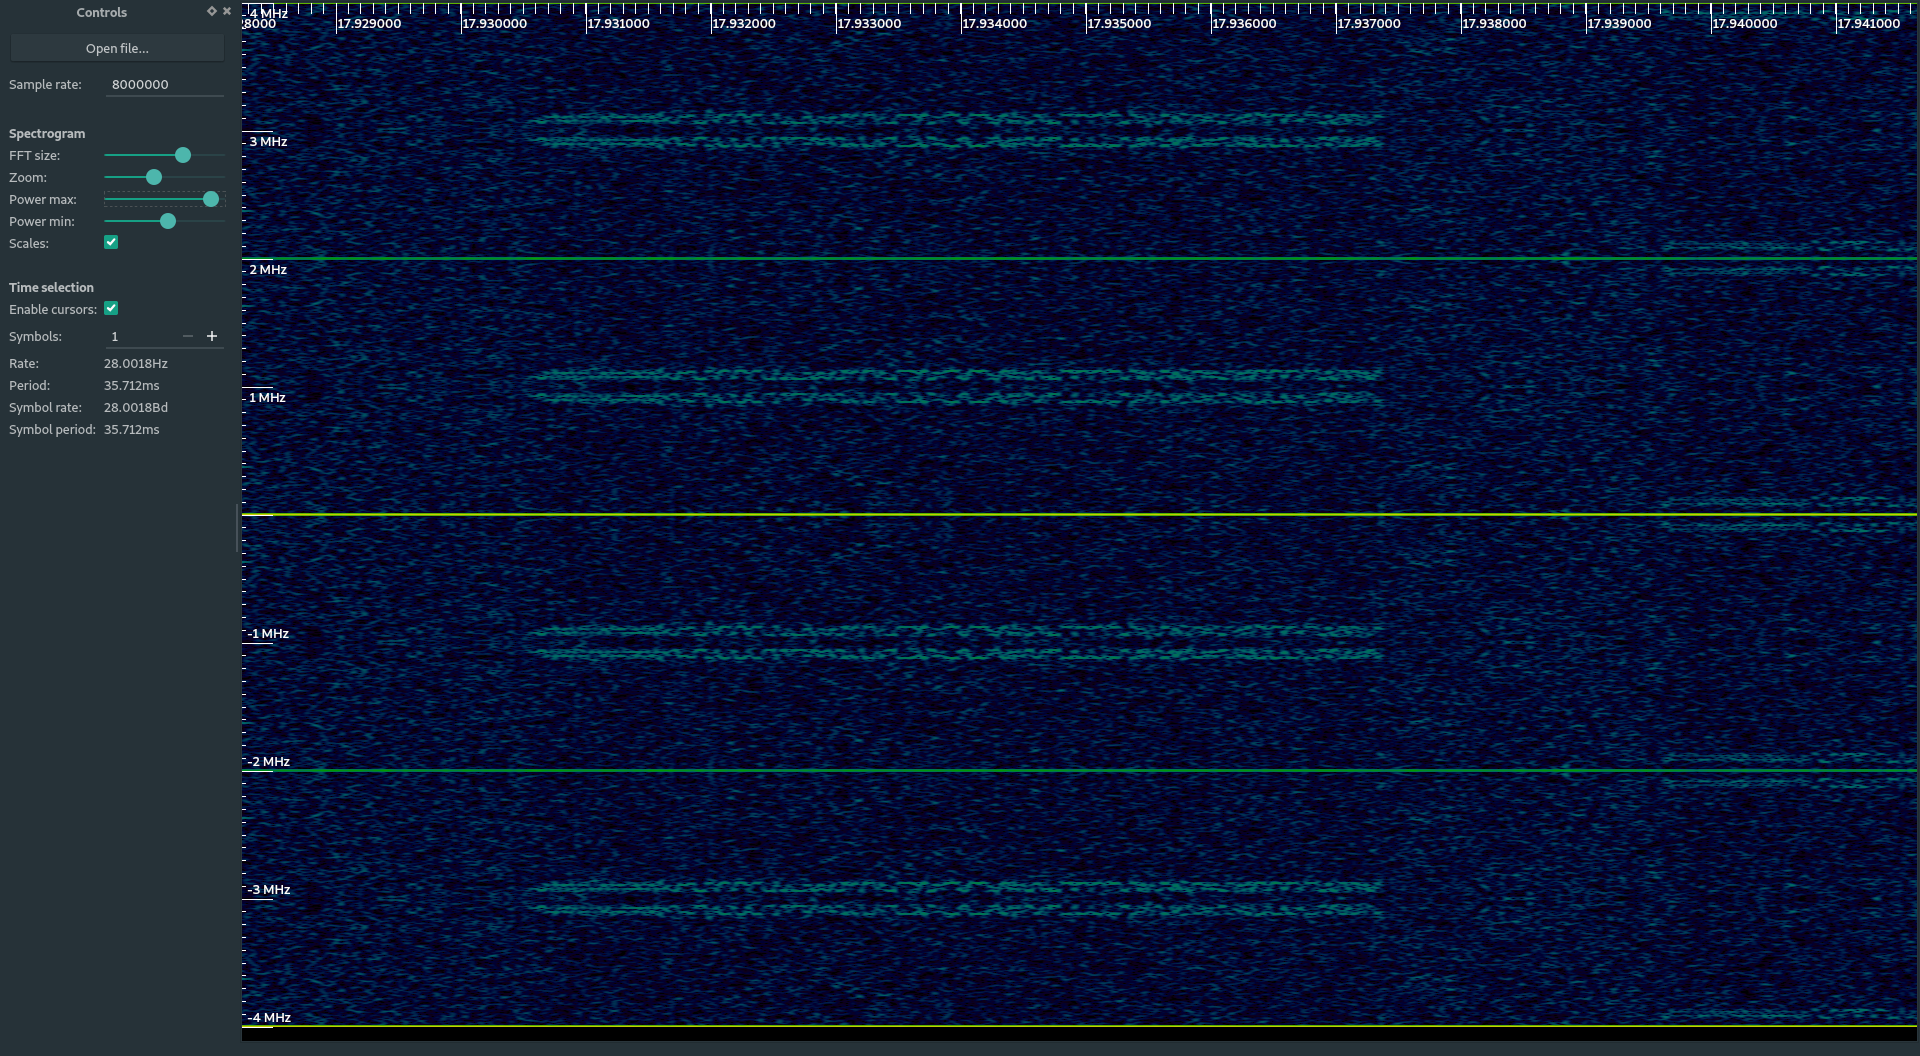 Controls
Open file...
Sample rate: 8000000
Spectrogram
FFT size:
Zoom:
Power max:
Power min:
Scales:
Time selection
Enable cursors:
Symbols: 1
Rate: 28.0018Hz
Period: 35.712ms
Symbol rate: 28.0018Bd
Symbol period: 35.712ms
4 MHz
8000 17.929000 17.930000 17.931000 17.932000 17.933000 17.934000 17.935000 17.936000 17.937000 17.938000 17.939000 17.940000 17.941000
3 MHz
2 MHz
1 MHz
-1 MHz
-2 MHz
-3 MHz
-4 MHz